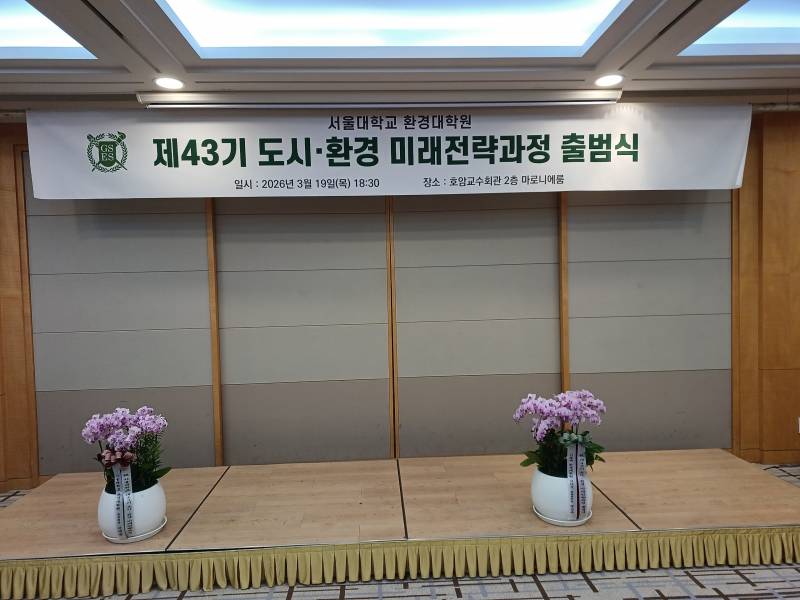 서울대학교 환경대학원
GS
ES
제43기 도시·환경 미래전략과정 출범식
일시 : 2026년 3월 19일(목) 18:30 장소 : 호암교수회관 2층 마로니에룸